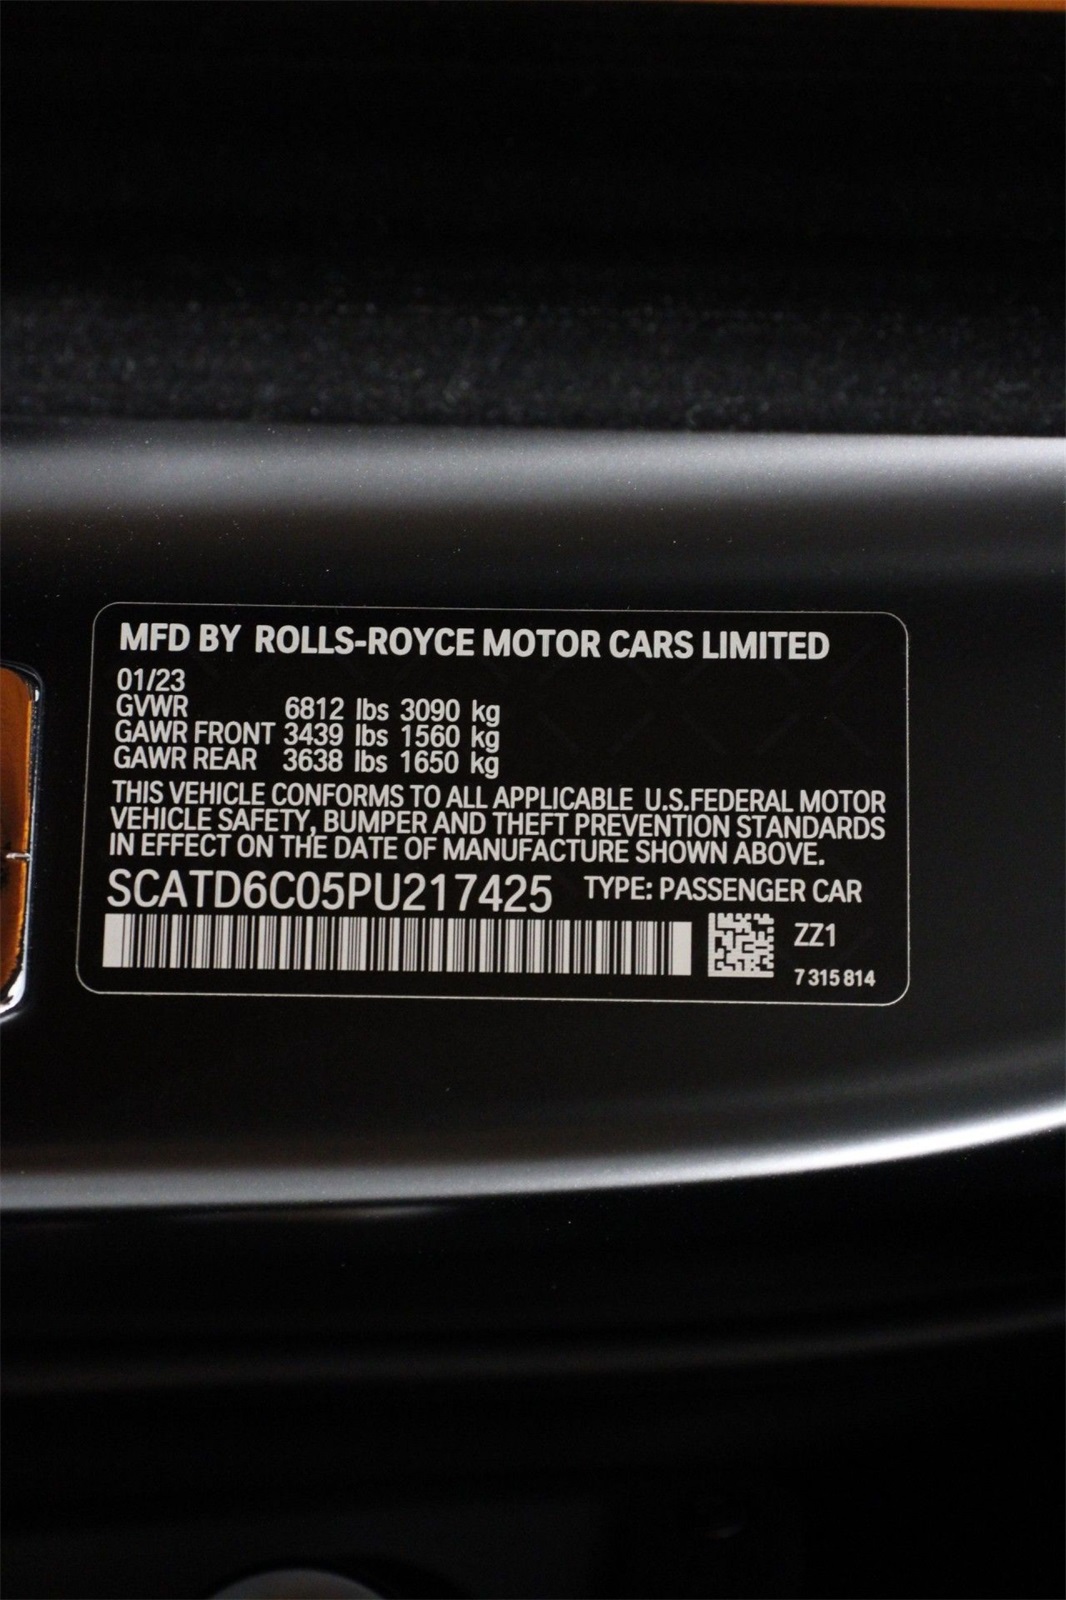 MFD BY ROLLS-ROYCE MOTOR CARS LIMITED
01/23
GVWR 6812 lbs 3090 kg
GAWR FRONT 3439 lbs 1560 kg
GAWR REAR 3638 lbs 1650 kg
THIS VEHICLE CONFORMS TO ALL APPLICABLE U.S.FEDERAL MOTOR
VEHICLE SAFETY, BUMPER AND THEFT PREVENTION STANDARDS
IN EFFECT ON THE DATE OF MANUFACTURE SHOWN ABOVE.
SCATD6C05PU217425 TYPE: PASSENGER CAR
ZZ1
7 315 814